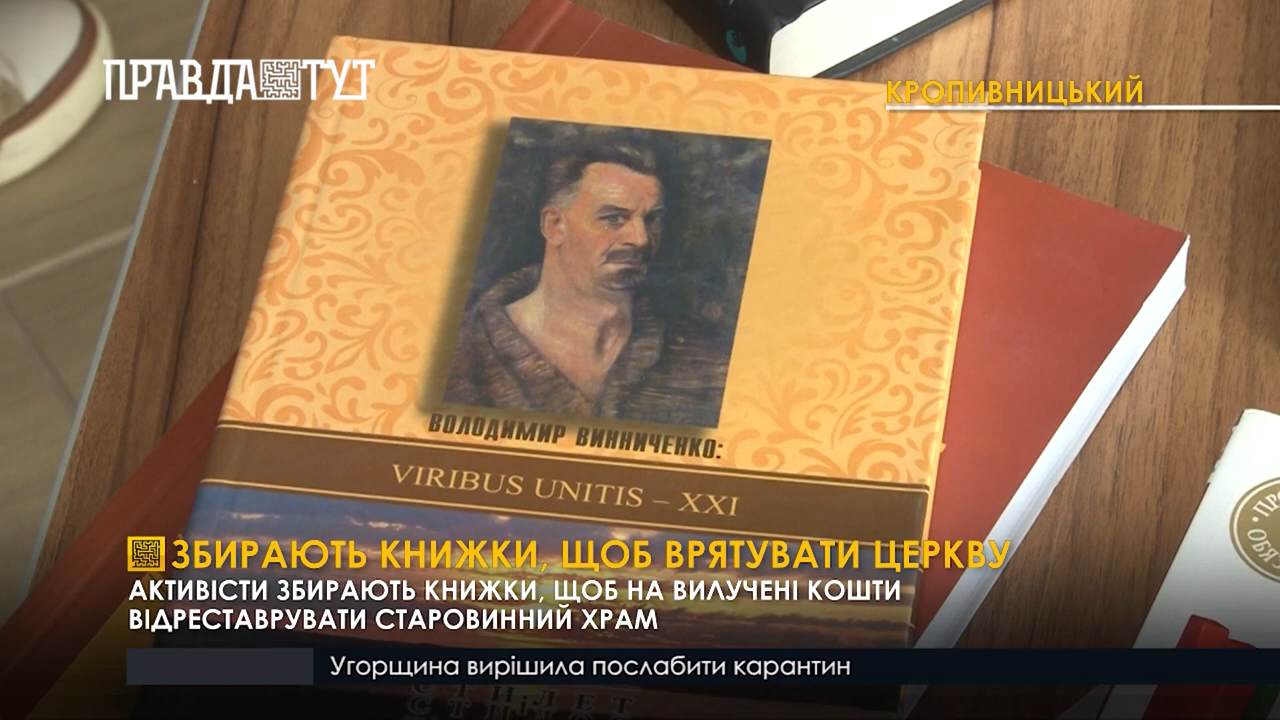 ПРАВДА ТУТ
КРОПИВНИЦЬКИЙ
ВОЛОДИМИР ВИННИЧЕНКО:
VIRIBUS UNITIS – XXI
ЗБИРАЮТЬ КНИЖКИ, ЩОБ ВРЯТУВАТИ ЦЕРКВУ
АКТИВІСТИ ЗБИРАЮТЬ КНИЖКИ, ЩОБ НА ВИЛУЧЕНІ КОШТИ
ВІДРЕСТАВРУВАТИ СТАРОВИННИЙ ХРАМ
Угорщина вирішила послабити карантин